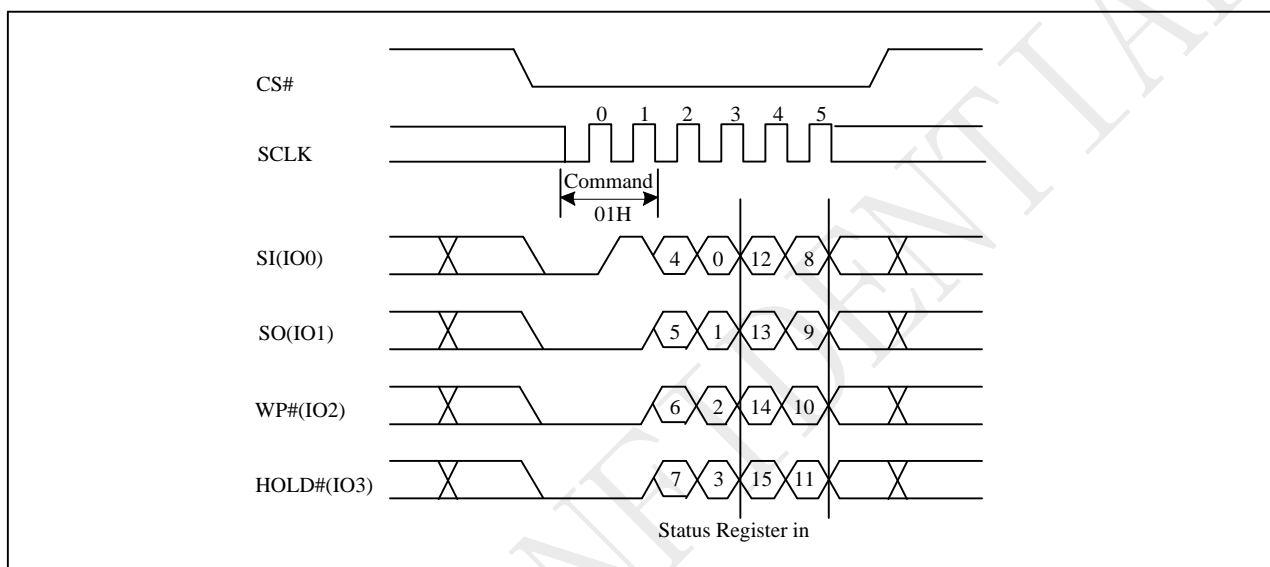 CS#
0 1 2 3 4 5
SCLK
Command
01H
SI(IO0) 4 0 12 8
SO(IO1) 5 1 13 9
WP#(IO2) 6 2 14 10
HOLD#(IO3) 7 3 15 11
Status Register in
NFIDENTIAL